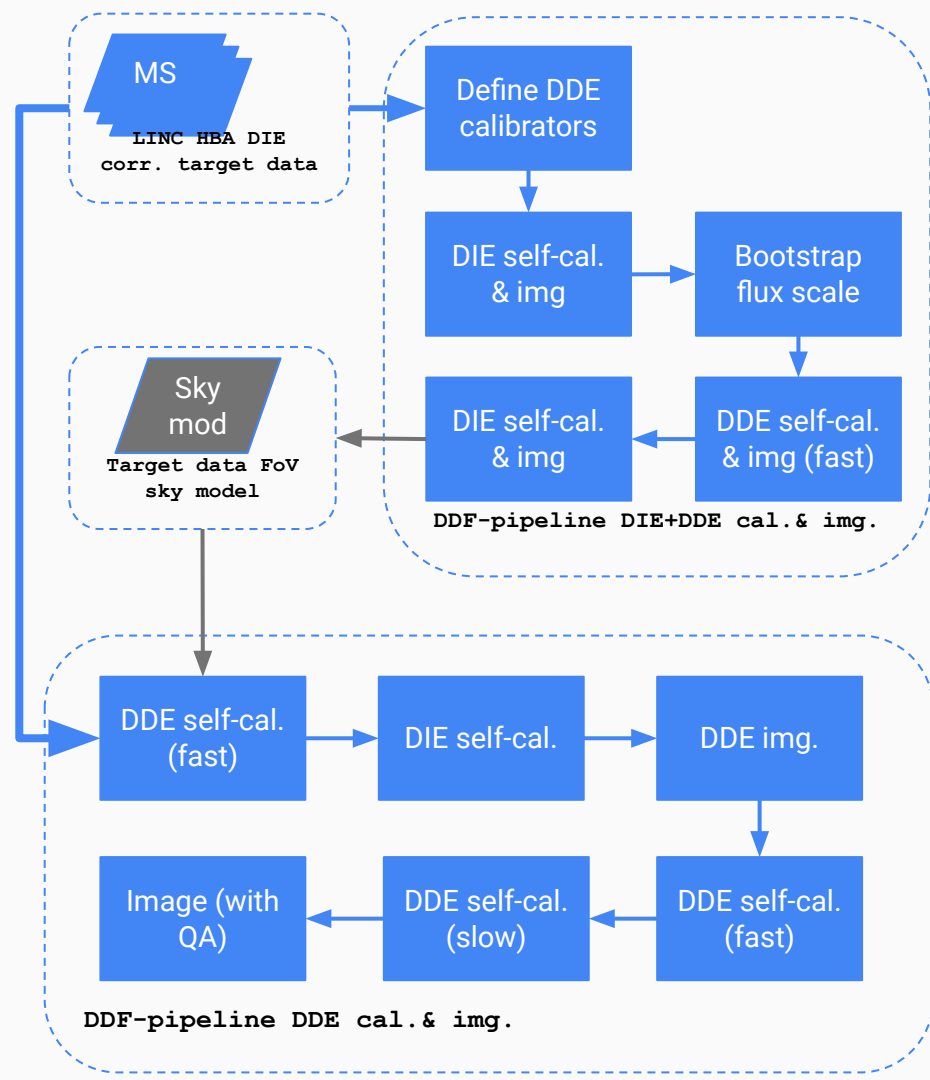 MS
LINC HBA DIE
corr. target data
Define DDE
calibrators
DIE self-cal.
& img
Bootstrap
flux scale
DIE self-cal.
& img
DDE self-cal.
& img (fast)
DDF-pipeline DIE+DDE cal.& img.
Sky
mod
Target data FoV
sky model
DDE self-cal.
(fast)
DIE self-cal.
DDE img.
Image (with
QA)
DDE self-cal.
(slow)
DDE self-cal.
(fast)
DDF-pipeline DDE cal.& img.